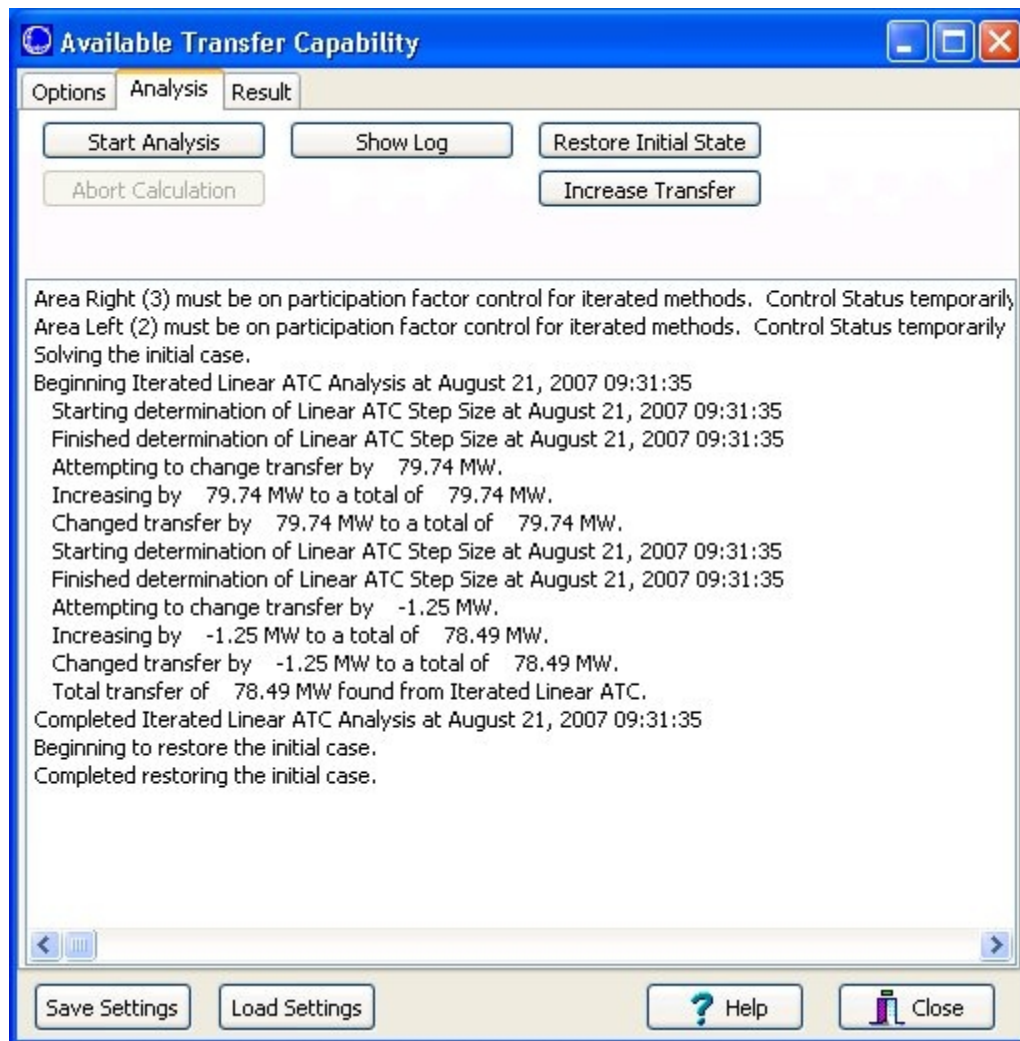 Available Transfer Capability
Options Analysis Result
Start Analysis Show Log Restore Initial State
Abort Calculation Increase Transfer
Area Right (3) must be on participation factor control for iterated methods. Control Status temporarily
Area Left (2) must be on participation factor control for iterated methods. Control Status temporarily
Solving the initial case.
Beginning Iterated Linear ATC Analysis at August 21, 2007 09:31:35
Starting determination of Linear ATC Step Size at August 21, 2007 09:31:35
Finished determination of Linear ATC Step Size at August 21, 2007 09:31:35
Attempting to change transfer by 79.74 MW.
Increasing by 79.74 MW to a total of 79.74 MW.
Changed transfer by 79.74 MW to a total of 79.74 MW.
Starting determination of Linear ATC Step Size at August 21, 2007 09:31:35
Finished determination of Linear ATC Step Size at August 21, 2007 09:31:35
Attempting to change transfer by -1.25 MW.
Increasing by -1.25 MW to a total of 78.49 MW.
Changed transfer by -1.25 MW to a total of 78.49 MW.
Total transfer of 78.49 MW found from Iterated Linear ATC.
Completed Iterated Linear ATC Analysis at August 21, 2007 09:31:35
Beginning to restore the initial case.
Completed restoring the initial case.
Save Settings Load Settings Help Close